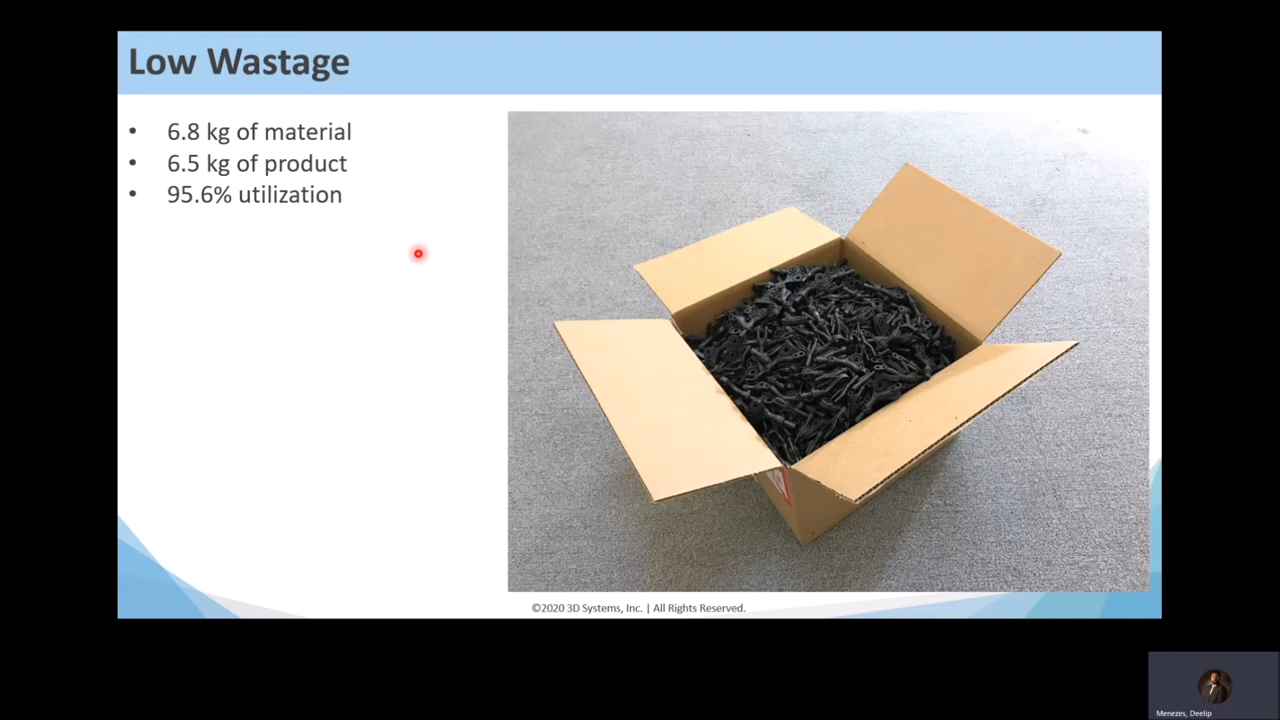 Low Wastage
• 6.8 kg of material
• 6.5 kg of product
• 95.6% utilization
©2020 3D Systems, Inc. | All Rights Reserved.
Menezes, Deelip